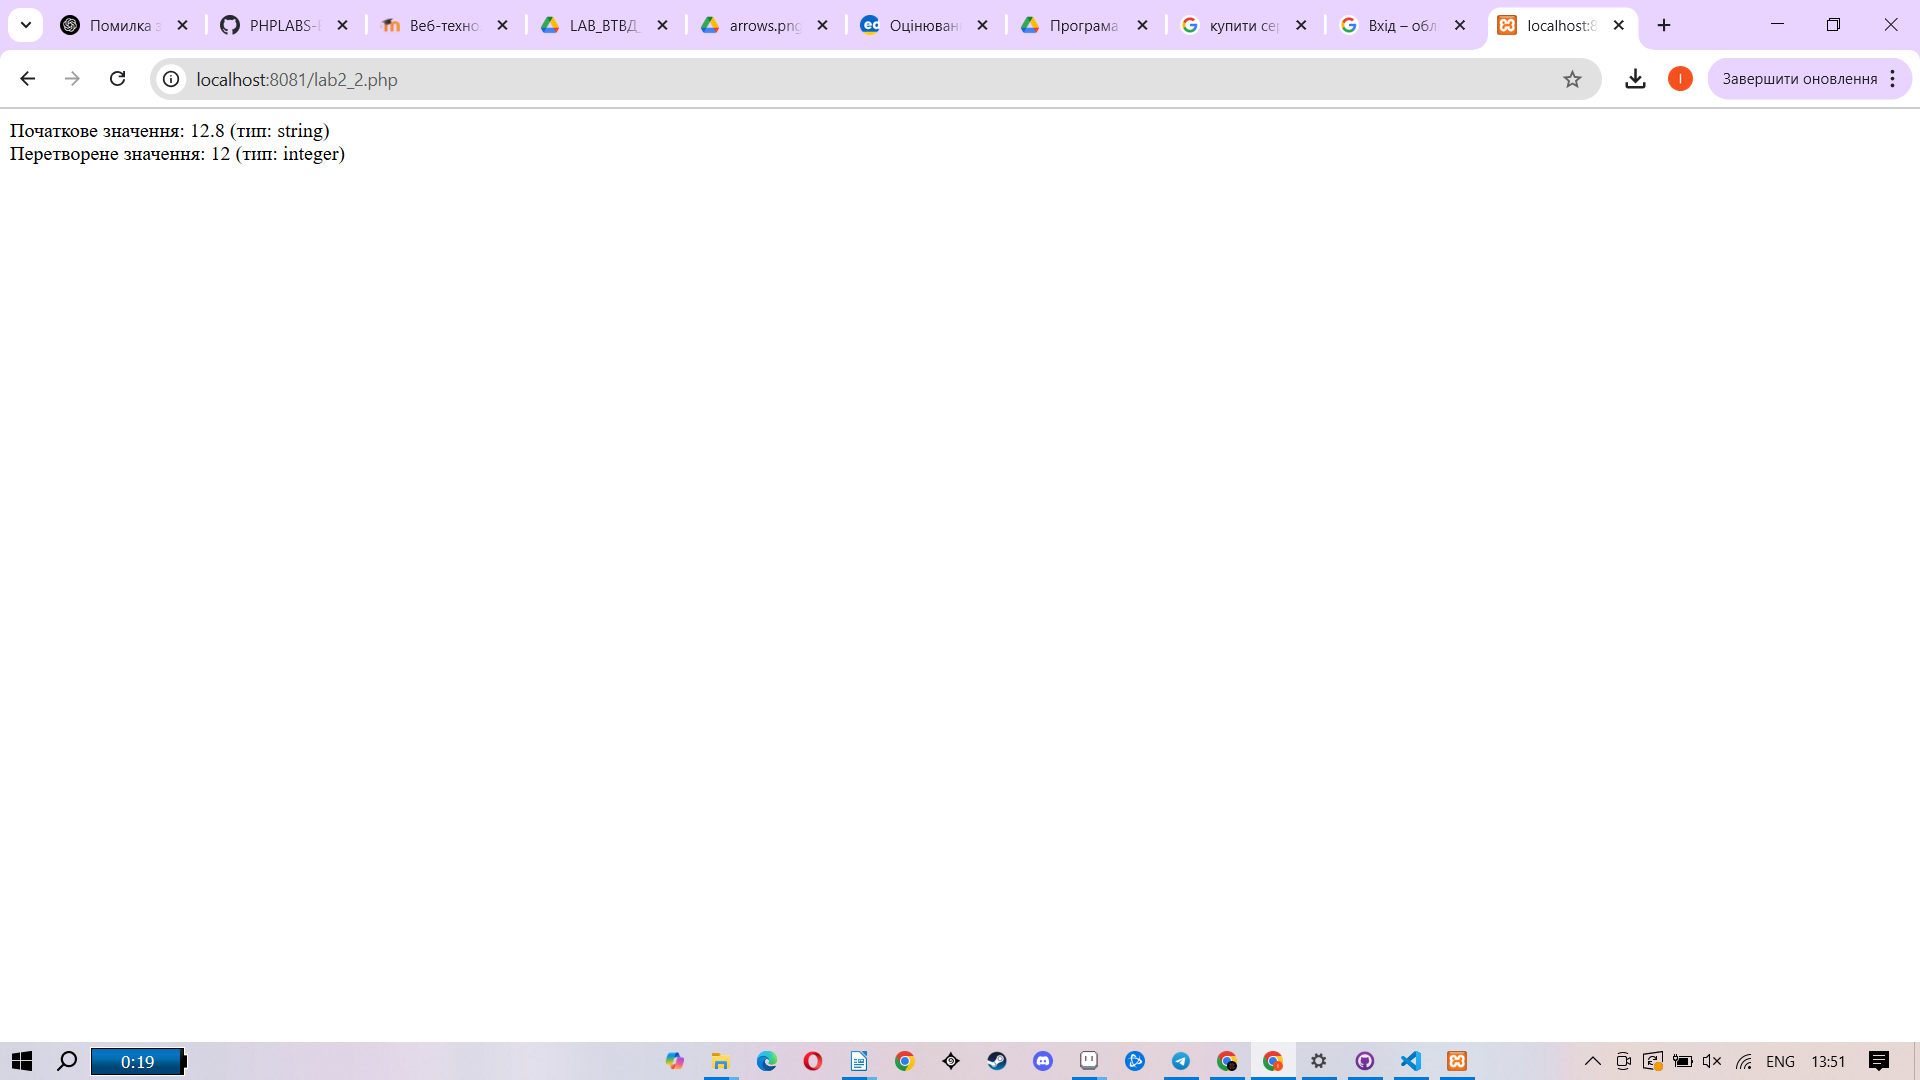 Помилка з
PHPLABS-E
Веб-техно
LAB_ВТВД
arrows.png
Оцінюван
Програма
купити сер
Вхід – обл
localhost:8
localhost:8081/lab2_2.php
І
Завершити оновлення
Початкове значення: 12.8 (тип: string)
Перетворене значення: 12 (тип: integer)
0:19
ENG
13:51